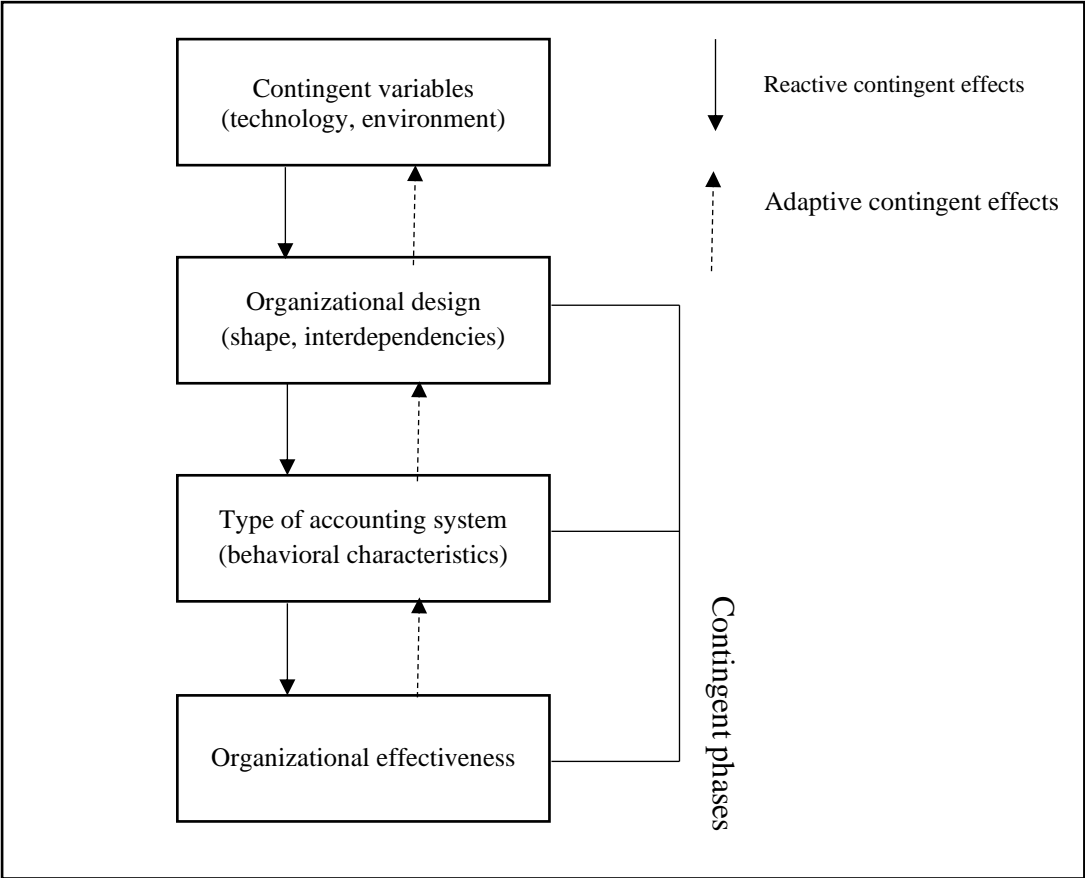 Contingent variables
(technology, environment)
Reactive contingent effects
Adaptive contingent effects
Organizational design
(shape, interdependencies)
Type of accounting system
(behavioral characteristics)
Contingent phases
Organizational effectiveness